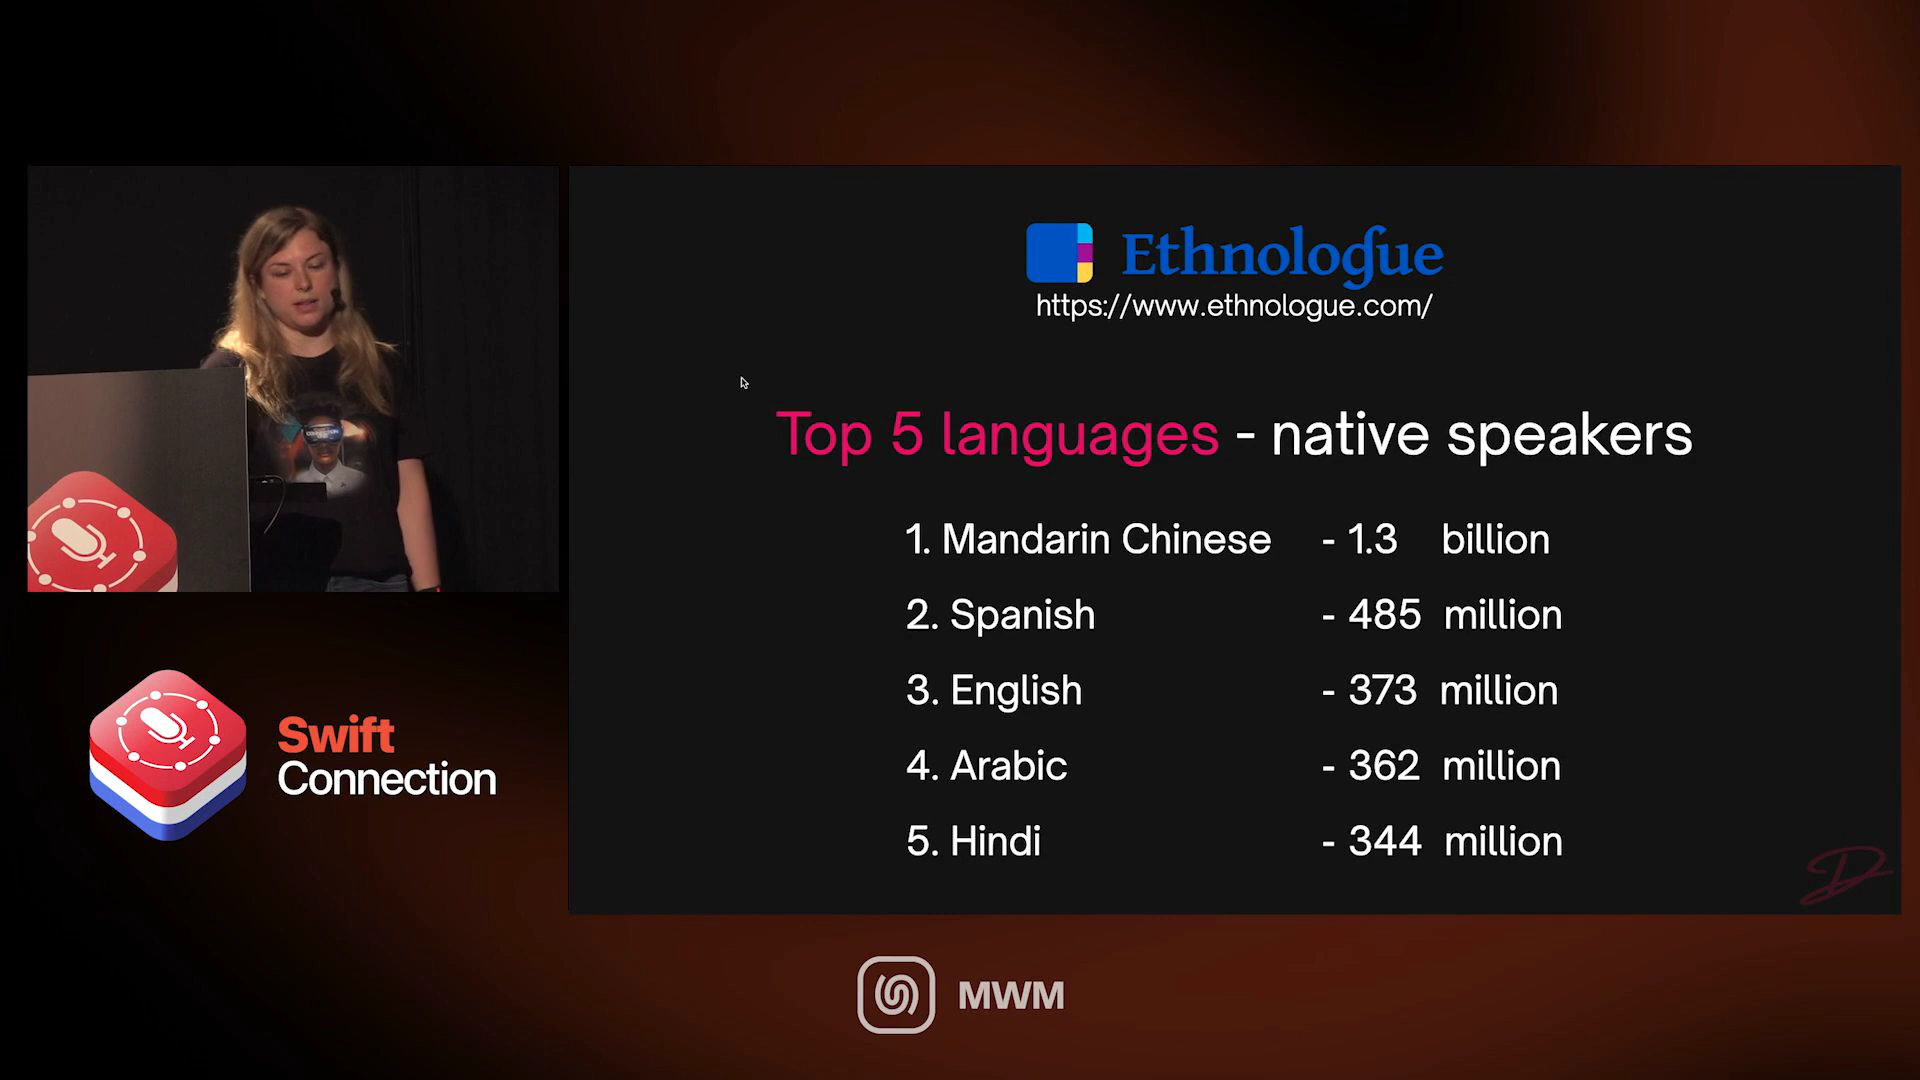 Ethnologue
https://www.ethnologue.com/
Top 5 languages - native speakers
1. Mandarin Chinese - 1.3 billion
2. Spanish - 485 million
3. English - 373 million
4. Arabic - 362 million
5. Hindi - 344 million
Swift
Connection
MWM